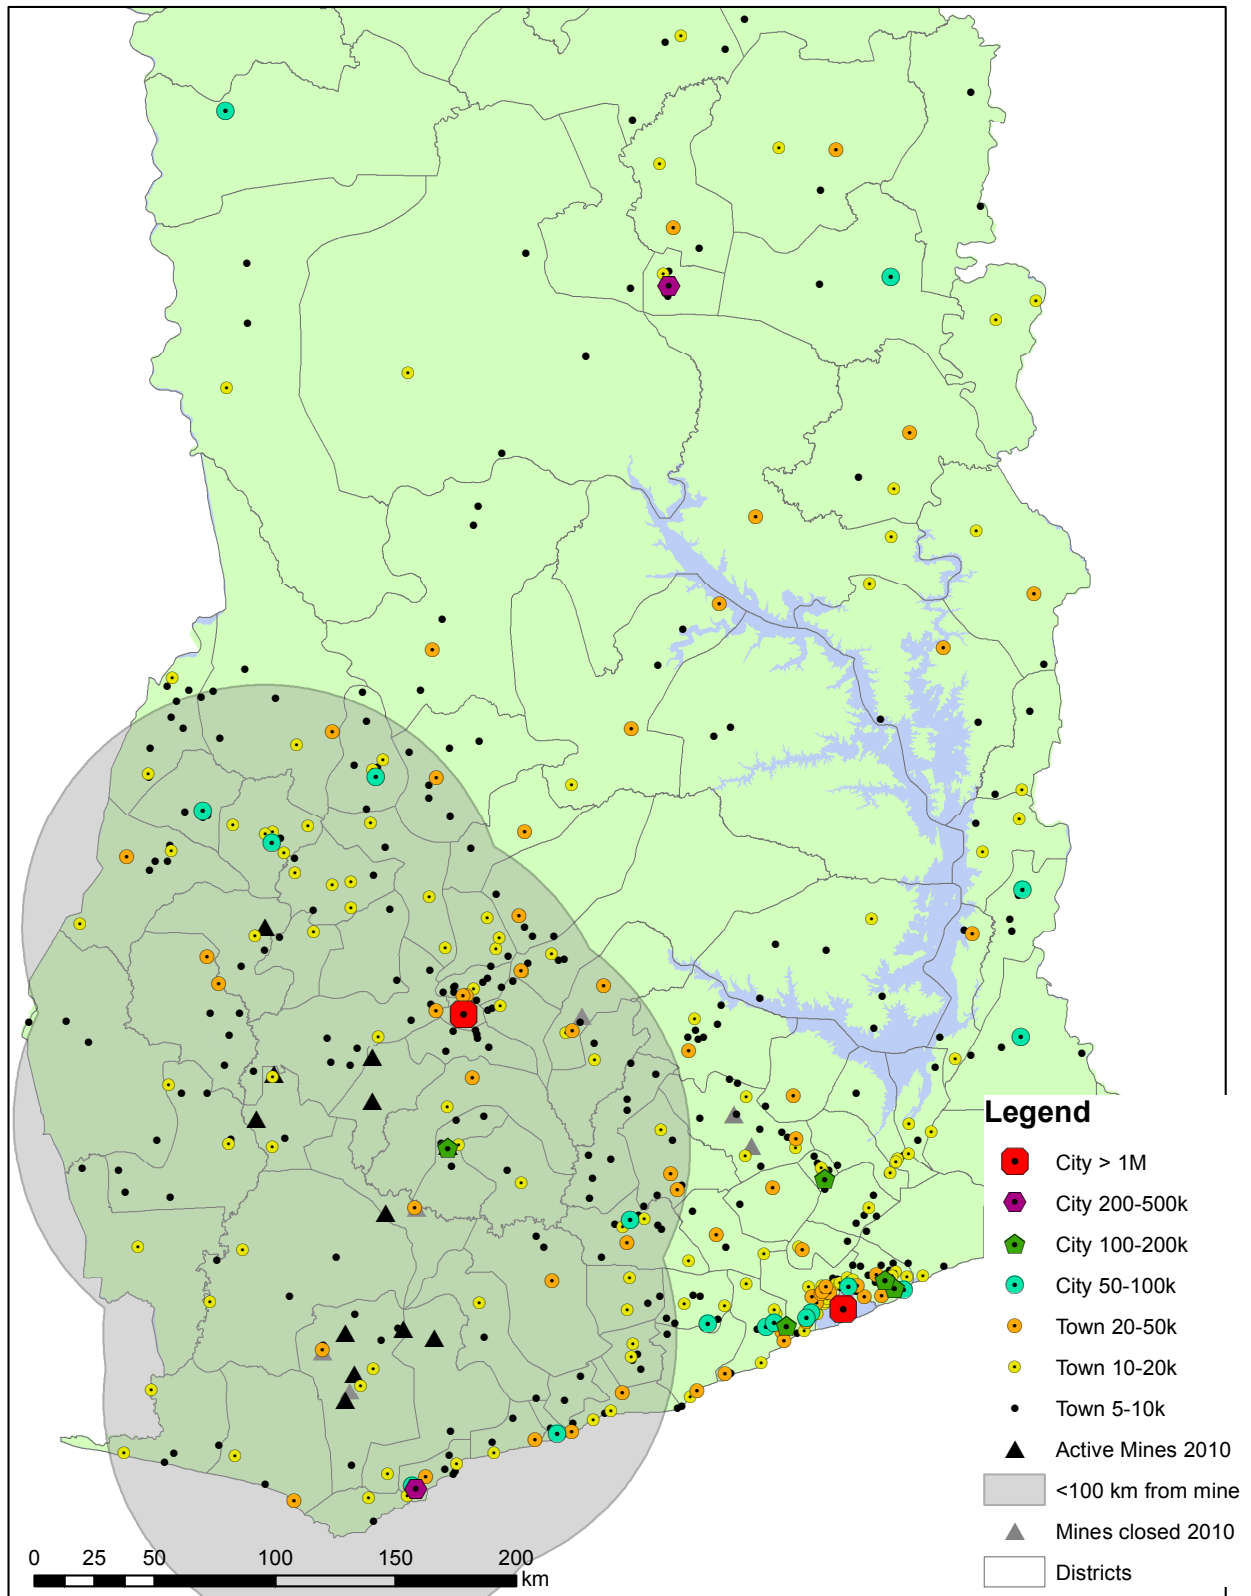 Legend
City > 1M
City 200-500k
City 100-200k
City 50-100k
Town 20-50k
Town 10-20k
Town 5-10k
Active Mines 2010
<100 km from mine
Mines closed 2010
Districts
0 25 50 100 150 200
km